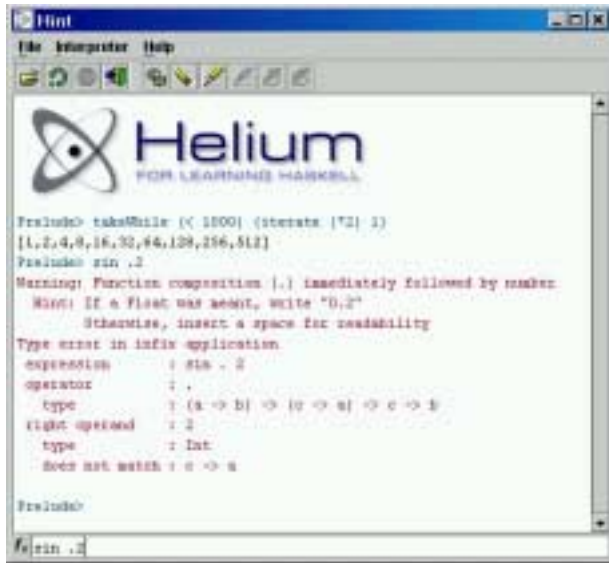 Hint
File Interpreter Help
Helium
FOR LEARNING HASKELL
Prelude> takeWhile (< 1000) (iterate (*2) 1)
[1,2,4,8,16,32,64,128,256,512]
Prelude> sin .2
Warning: Function composition (.) immediately followed by number
Hint: If a Float was meant, write "0.2"
Otherwise, insert a space for readability
Type error in infix application
expression : sin . 2
operator : .
type : (a -> b) -> (c -> a) -> c -> b
right operand : 2
type : Int
does not match : c -> a
Prelude>
sin .2